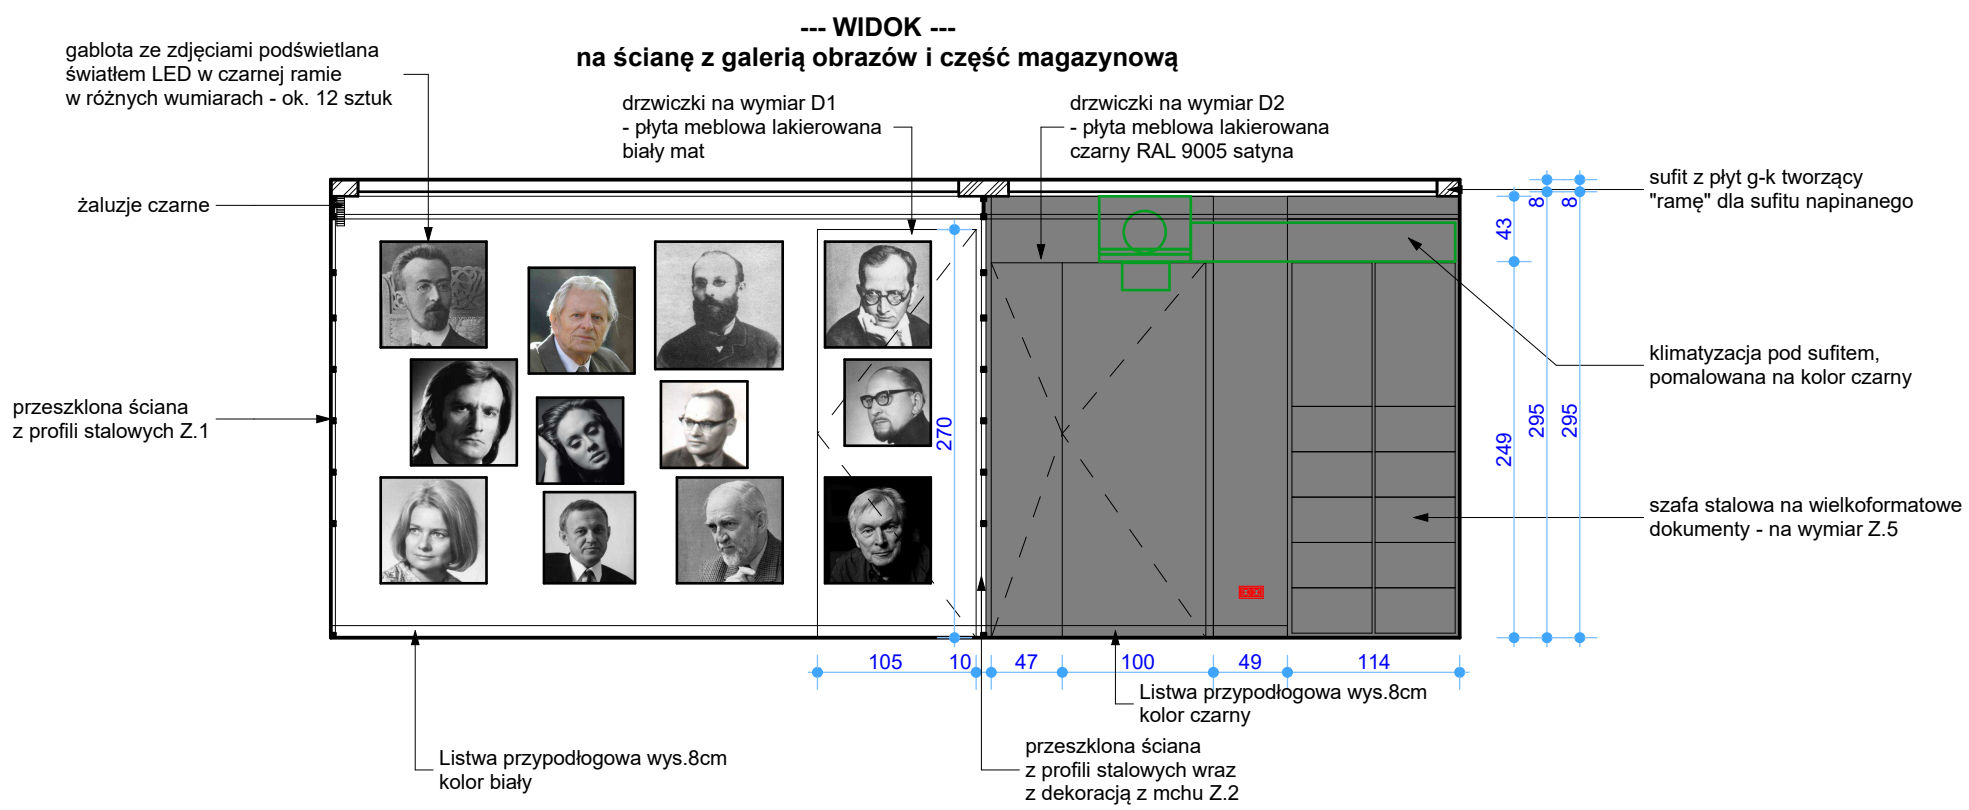 --- WIDOK ---
na ścianę z galerią obrazów i część magazynową
gablota ze zdjęciami podświetlana
światłem LED w czarnej ramie
w różnych wumiarach - ok. 12 sztuk
drzwiczki na wymiar D1
- płyta meblowa lakierowana
biały mat
drzwiczki na wymiar D2
- płyta meblowa lakierowana
czarny RAL 9005 satyna
żaluzje czarne
sufit z płyt g-k tworzący
"ramę" dla sufitu napinanego
8
8
43
klimatyzacja pod sufitem,
pomalowana na kolor czarny
przeszklona ściana
z profili stalowych Z.1
270
249
295
295
szafa stalowa na wielkoformatowe
dokumenty - na wymiar Z.5
105
10
47
100
49
114
Listwa przypodłogowa wys.8cm
kolor czarny
Listwa przypodłogowa wys.8cm
kolor biały
przeszklona ściana
z profili stalowych wraz
z dekoracją z mchu Z.2